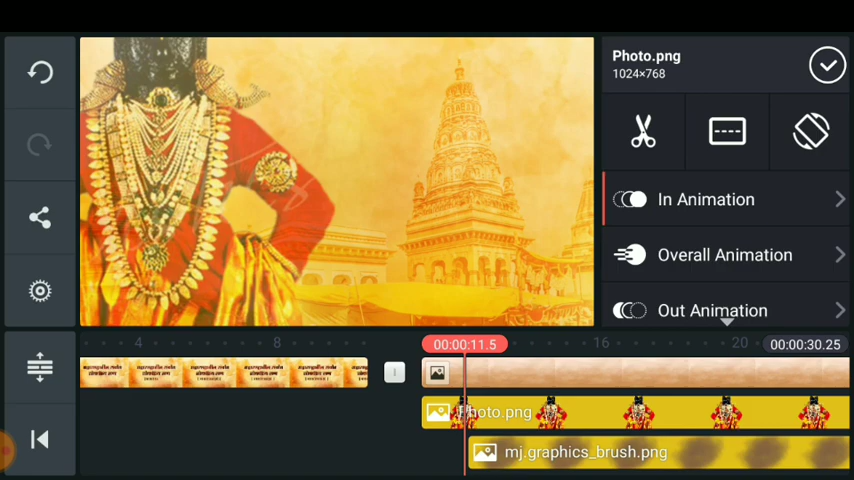 Photo.png
1024×768
In Animation
Overall Animation
Out Animation
4
8
00:00:11.5
16
20
00:00:30.25
Photo.png
mj.graphics_brush.png